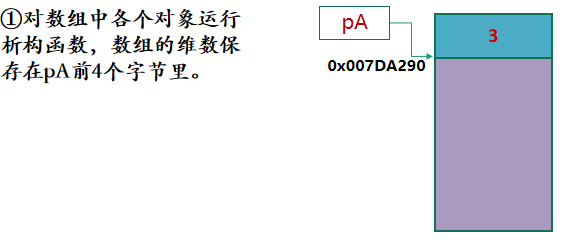 ①对数组中各个对象运行
析构函数，数组的维数保
存在pA前4个字节里。
pA
3
0x007DA290